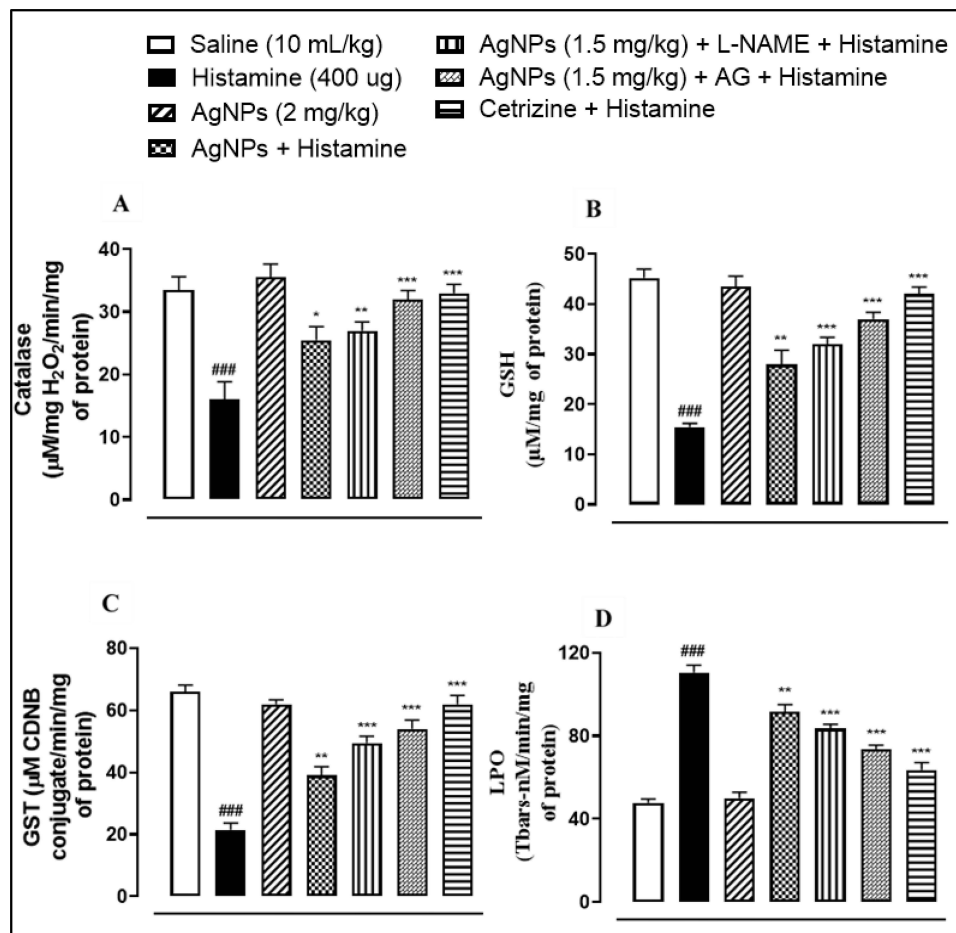 Saline (10 mL/kg)
Histamine (400 ug)
AgNPs (2 mg/kg)
AgNPs + Histamine
AgNPs (1.5 mg/kg) + L-NAME + Histamine
AgNPs (1.5 mg/kg) + AG + Histamine
Cetrizine + Histamine
A
Catalase
(µM/mg H₂O₂/min/mg
of protein)
40
30
20
10
0
###
*
**
***
***
B
GSH
(µM/mg of protein)
50
40
30
20
10
0
###
**
***
***
***
C
GST (µM CDNB
conjugate/min/mg
of protein)
80
60
40
20
0
###
**
***
***
***
D
LPO
(Tbars-nM/min/mg
of protein)
120
80
40
0
###
**
***
***
***